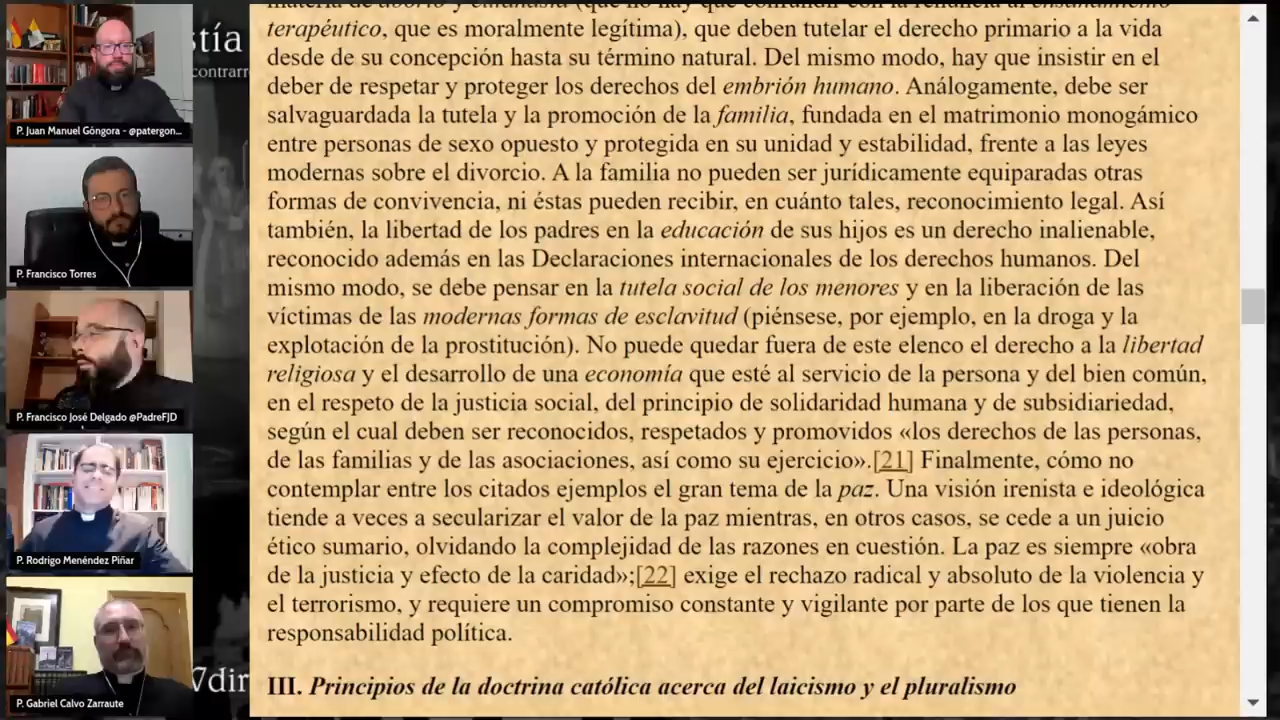 stía
contrarr
P. Juan Manuel Góngora - @patergon...
P. Francisco Torres
P. Francisco José Delgado @PadreFJD
P. Rodrigo Menéndez Piñar
P. Gabriel Calvo Zarraute
7dir
materia de aborto y eutanasia (que no hay que confundir con la renuncia al ensañamiento
terapéutico, que es moralmente legítima), que deben tutelar el derecho primario a la vida
desde de su concepción hasta su término natural. Del mismo modo, hay que insistir en el
deber de respetar y proteger los derechos del embrión humano. Análogamente, debe ser
salvaguardada la tutela y la promoción de la familia, fundada en el matrimonio monogámico
entre personas de sexo opuesto y protegida en su unidad y estabilidad, frente a las leyes
modernas sobre el divorcio. A la familia no pueden ser jurídicamente equiparadas otras
formas de convivencia, ni éstas pueden recibir, en cuánto tales, reconocimiento legal. Así
también, la libertad de los padres en la educación de sus hijos es un derecho inalienable,
reconocido además en las Declaraciones internacionales de los derechos humanos. Del
mismo modo, se debe pensar en la tutela social de los menores y en la liberación de las
víctimas de las modernas formas de esclavitud (piénsese, por ejemplo, en la droga y la
explotación de la prostitución). No puede quedar fuera de este elenco el derecho a la libertad
religiosa y el desarrollo de una economía que esté al servicio de la persona y del bien común,
en el respeto de la justicia social, del principio de solidaridad humana y de subsidiariedad,
según el cual deben ser reconocidos, respetados y promovidos «los derechos de las personas,
de las familias y de las asociaciones, así como su ejercicio».[21] Finalmente, cómo no
contemplar entre los citados ejemplos el gran tema de la paz. Una visión irenista e ideológica
tiende a veces a secularizar el valor de la paz mientras, en otros casos, se cede a un juicio
ético sumario, olvidando la complejidad de las razones en cuestión. La paz es siempre «obra
de la justicia y efecto de la caridad»;[22] exige el rechazo radical y absoluto de la violencia y
el terrorismo, y requiere un compromiso constante y vigilante por parte de los que tienen la
responsabilidad política.
III. Principios de la doctrina católica acerca del laicismo y el pluralismo